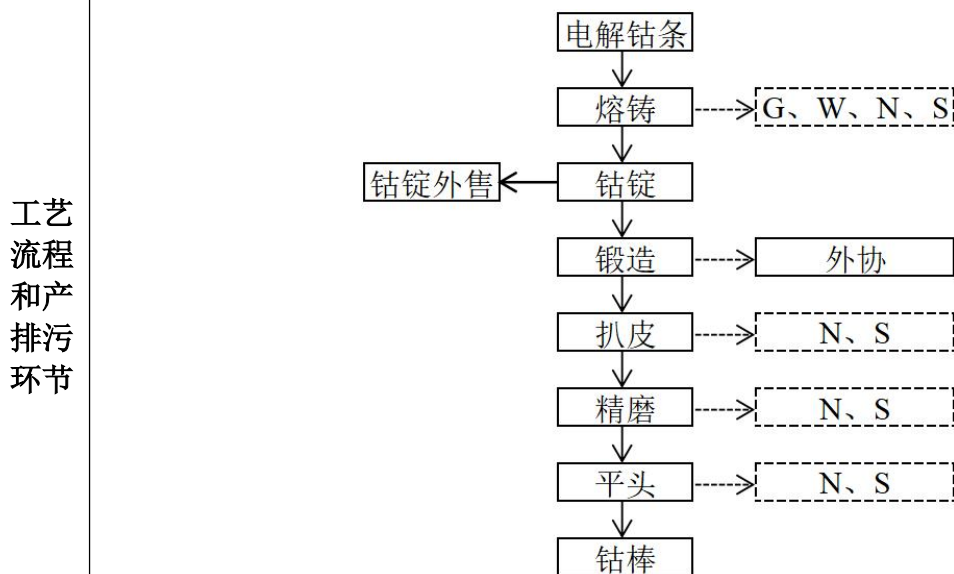 工艺
流程
和产
排污
环节
电解钴条
熔铸
G、W、N、S
钴锭外售
钴锭
锻造
外协
扒皮
N、S
精磨
N、S
平头
N、S
钴棒